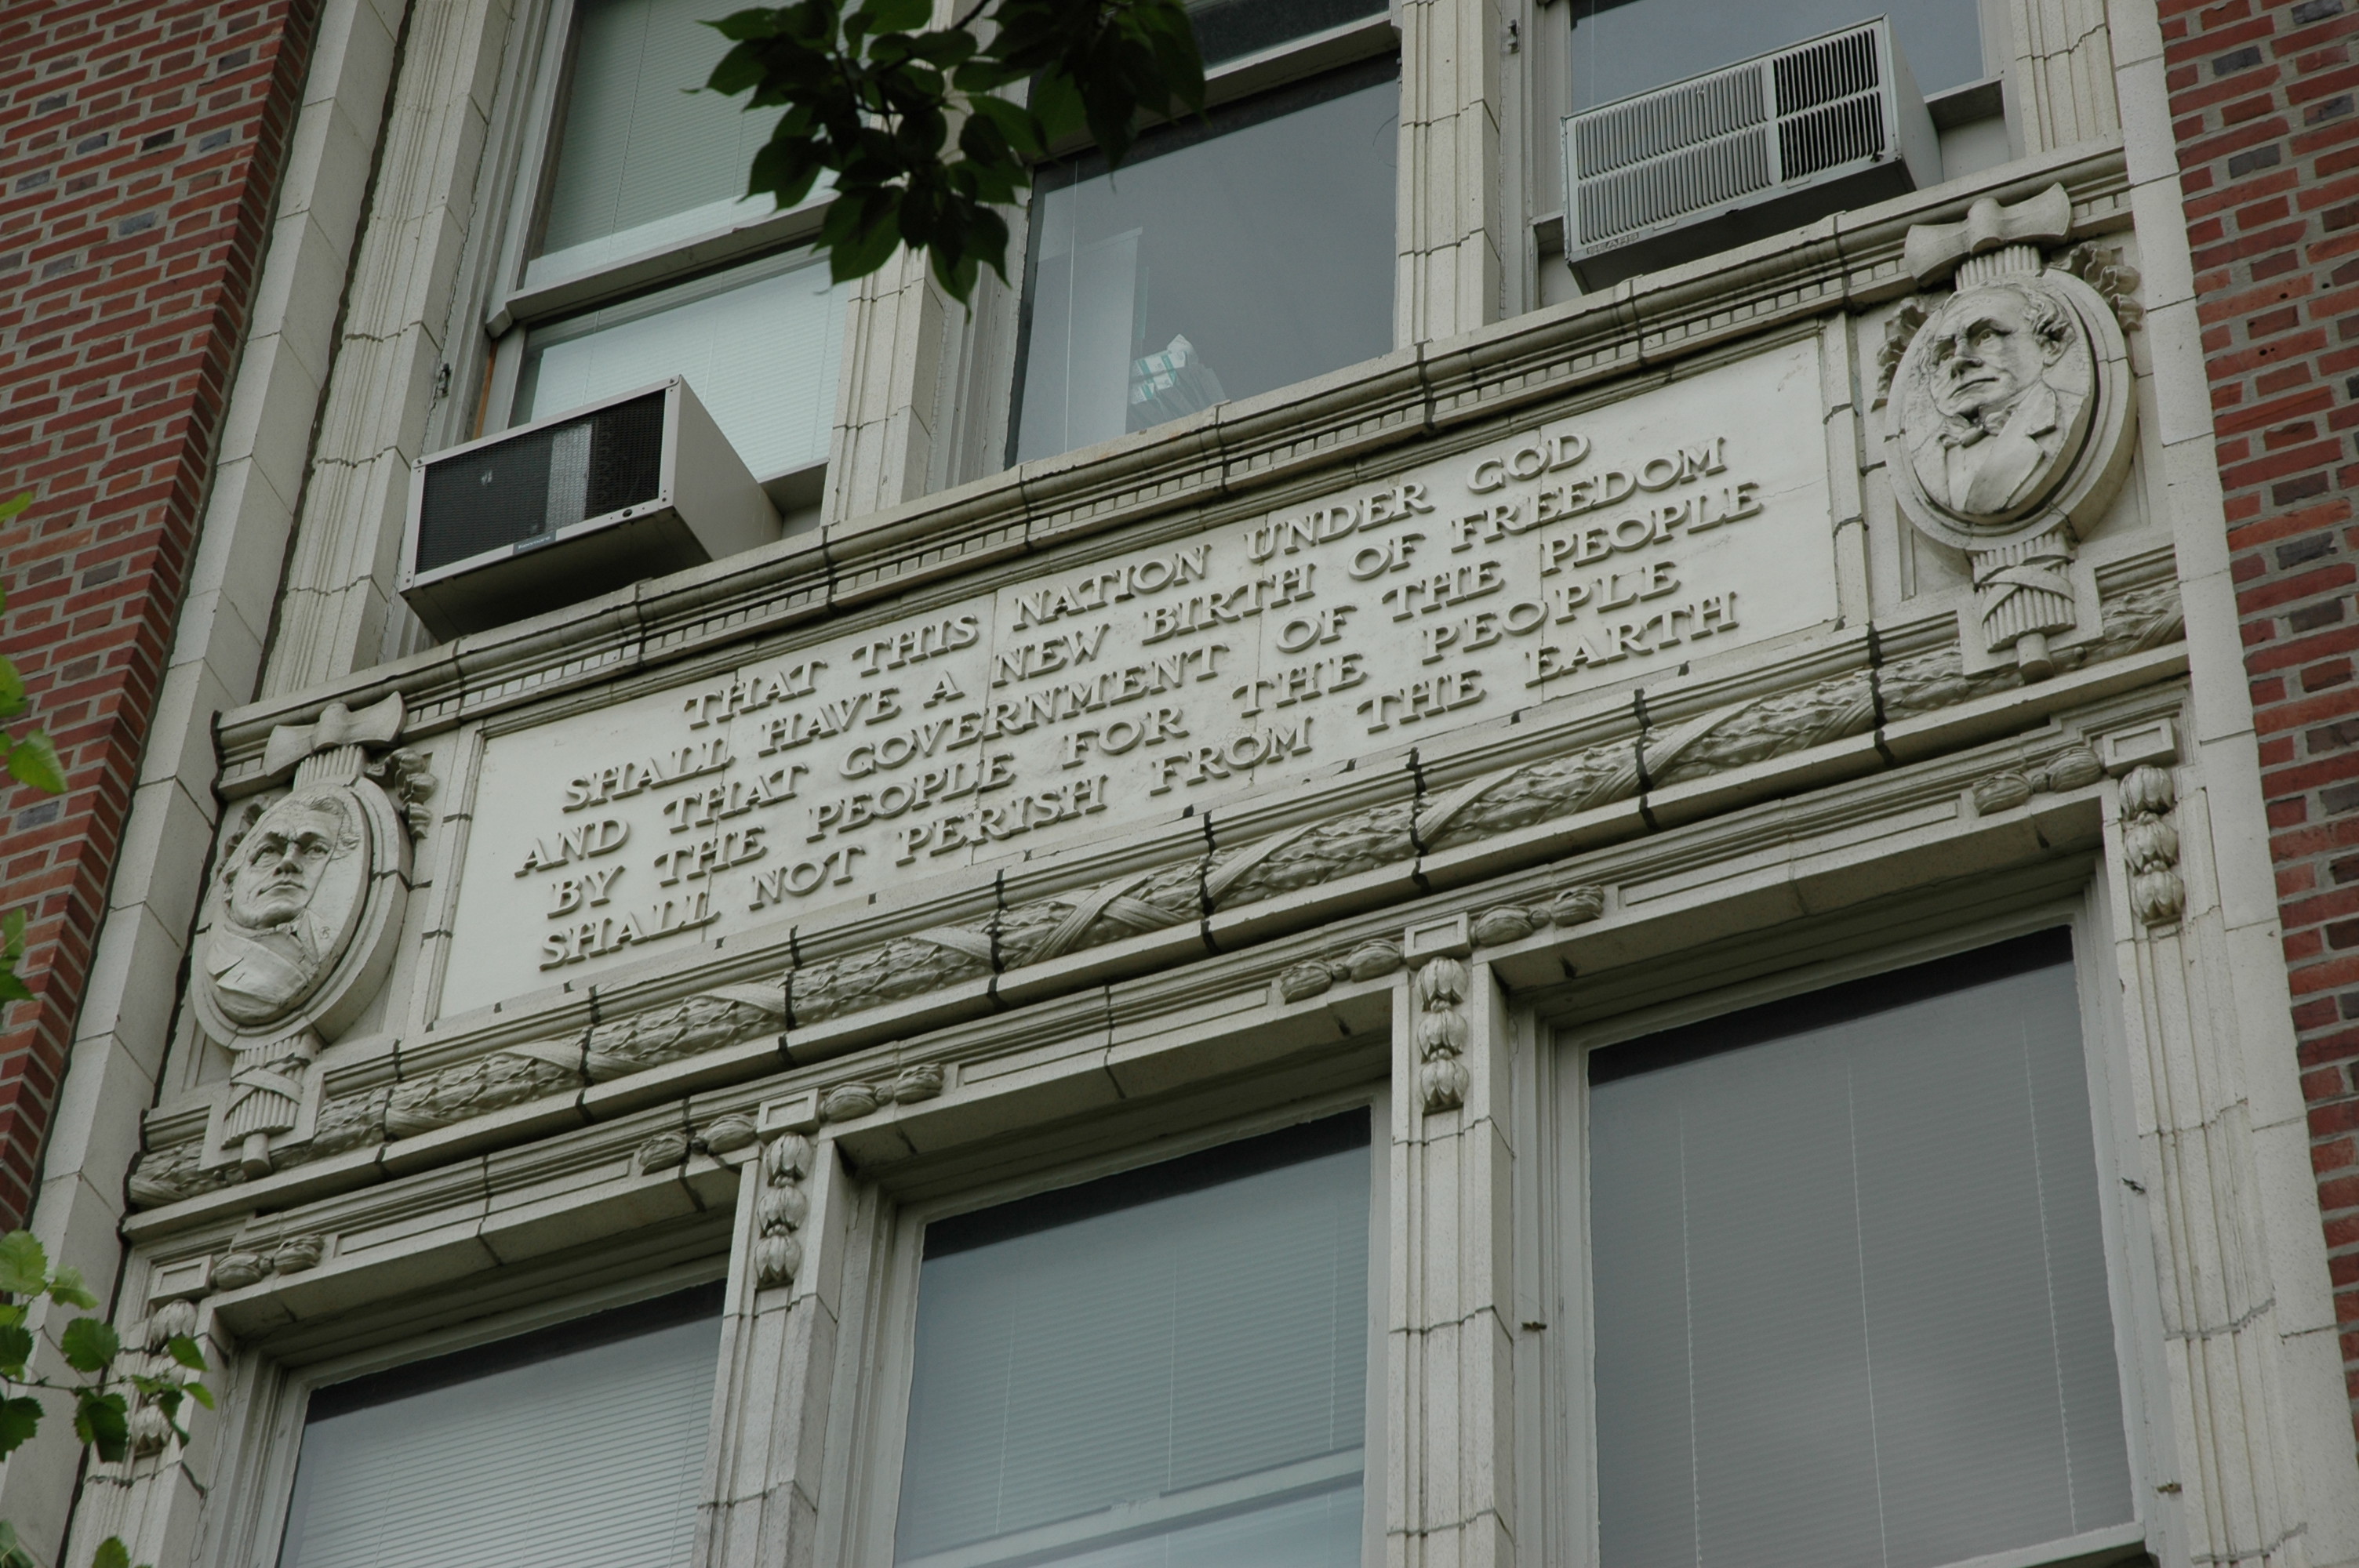 THAT THIS NATION UNDER GOD
SHALL HAVE A NEW BIRTH OF FREEDOM
AND THAT GOVERNMENT OF THE PEOPLE
BY THE PEOPLE FOR THE PEOPLE
SHALL NOT PERISH FROM THE EARTH
SEARS